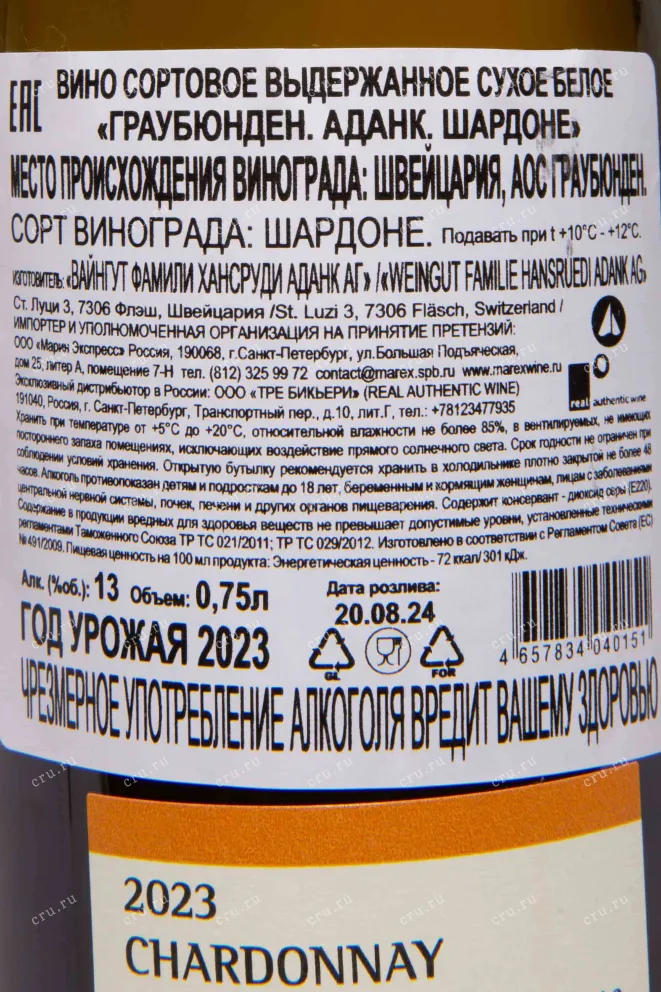 EAC
ВИНО СОРТОВОЕ ВЫДЕРЖАННОЕ СУХОЕ БЕЛОЕ
«ГРАУБЮНДЕН. АДАНК. ШАРДОНЕ»
МЕСТО ПРОИСХОЖДЕНИЯ ВИНОГРАДА: ШВЕЙЦАРИЯ, АОС ГРАУБЮНДЕН.
СОРТ ВИНОГРАДА: ШАРДОНЕ. Подавать при t +10°C - +12°C.
ИЗГОТОВИТЕЛЬ: «ВАЙНГУТ ФАМИЛИ ХАНСРУДИ АДАНК АГ» /«WEINGUT FAMILIE HANSRUEDI ADANK AG»
Ст. Луци 3, 7306 Флэш, Швейцария /St. Luzi 3, 7306 Fläsch, Switzerland /
ИМПОРТЕР И УПОЛНОМОЧЕННАЯ ОРГАНИЗАЦИЯ НА ПРИНЯТИЕ ПРЕТЕНЗИЙ:
ООО «Мария Экспресс» Россия, 190068, г.Санкт-Петербург, ул.Большая Подъяческая,
дом 25, литер А, помещение 7-Н тел. (812) 325 99 72 contact@marex.spb.ru www.marexwine.ru
Эксклюзивный дистрибьютор в России: ООО «ТРЕ БИКЬЕРИ» (REAL AUTHENTIC WINE)
real authentic wine
191040, Россия, г. Санкт-Петербург, Транспортный пер., д.10, лит.Г, тел.: +78123477935
Хранить при температуре от +5°C до +20°C, относительной влажности не более 85%, в вентилируемых, не имеющих
постороннего запаха помещениях, исключающих воздействие прямого солнечного света. Срок годности не ограничен при
соблюдении условий хранения. Открытую бутылку рекомендуется хранить в холодильнике плотно закрытой не более 48
часов. Алкоголь противопоказан детям и подросткам до 18 лет, беременным и кормящим женщинам, лицам с заболеваниями
центральной нервной системы, почек, печени и других органов пищеварения. Содержит консервант - диоксид серы (E220).
Содержание в продукции вредных для здоровья веществ не превышает допустимые уровни, установленные техническими
регламентами Таможенного Союза ТР ТС 021/2011; ТР ТС 029/2012. Изготовлено в соответствии с Регламентом Совета (ЕС)
№ 491/2009. Пищевая ценность на 100 мл продукта: Энергетическая ценность - 72 ккал/ 301 кДж.
Алк. (%об.): 13 Объем: 0,75л
Дата розлива:
20.08.24
ГОД УРОЖАЯ 2023
GL
FOR
4 657834 040151
ЧРЕЗМЕРНОЕ УПОТРЕБЛЕНИЕ АЛКОГОЛЯ ВРЕДИТ ВАШЕМУ ЗДОРОВЬЮ
2023
CHARDONNAY
cru.ru